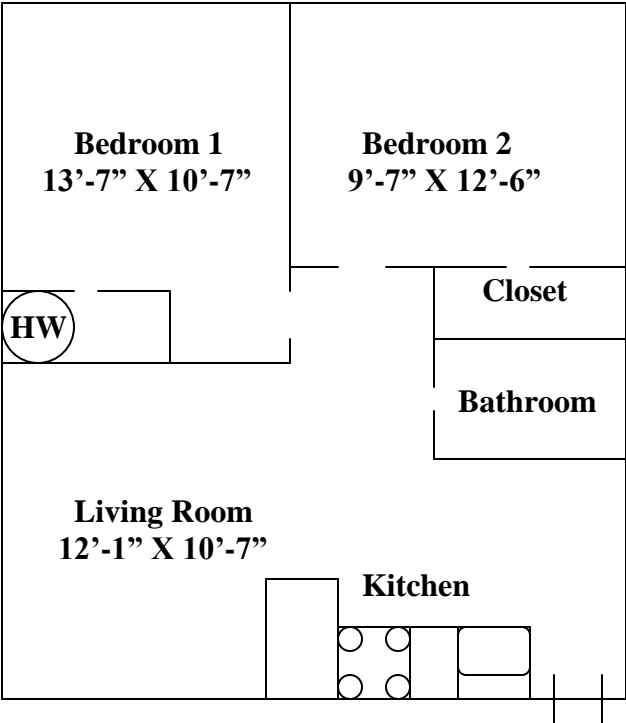 Bedroom 1
13’-7” X 10’-7”
Bedroom 2
9’-7” X 12’-6”
Closet
HW
Bathroom
Living Room
12’-1” X 10’-7”
Kitchen